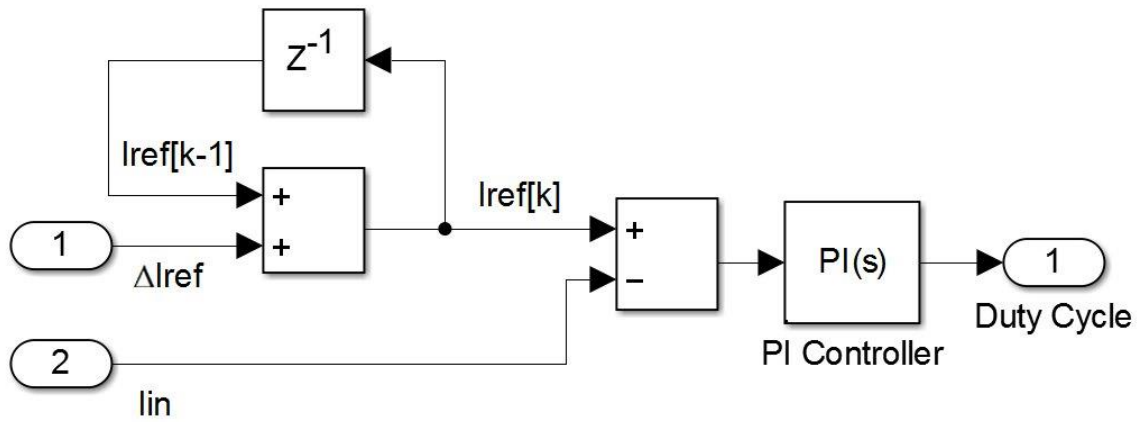 Z-1
Iref[k-1]
+
+
1
ΔIref
Iref[k]
+
−
PI(s)
PI Controller
1
Duty Cycle
2
Iin